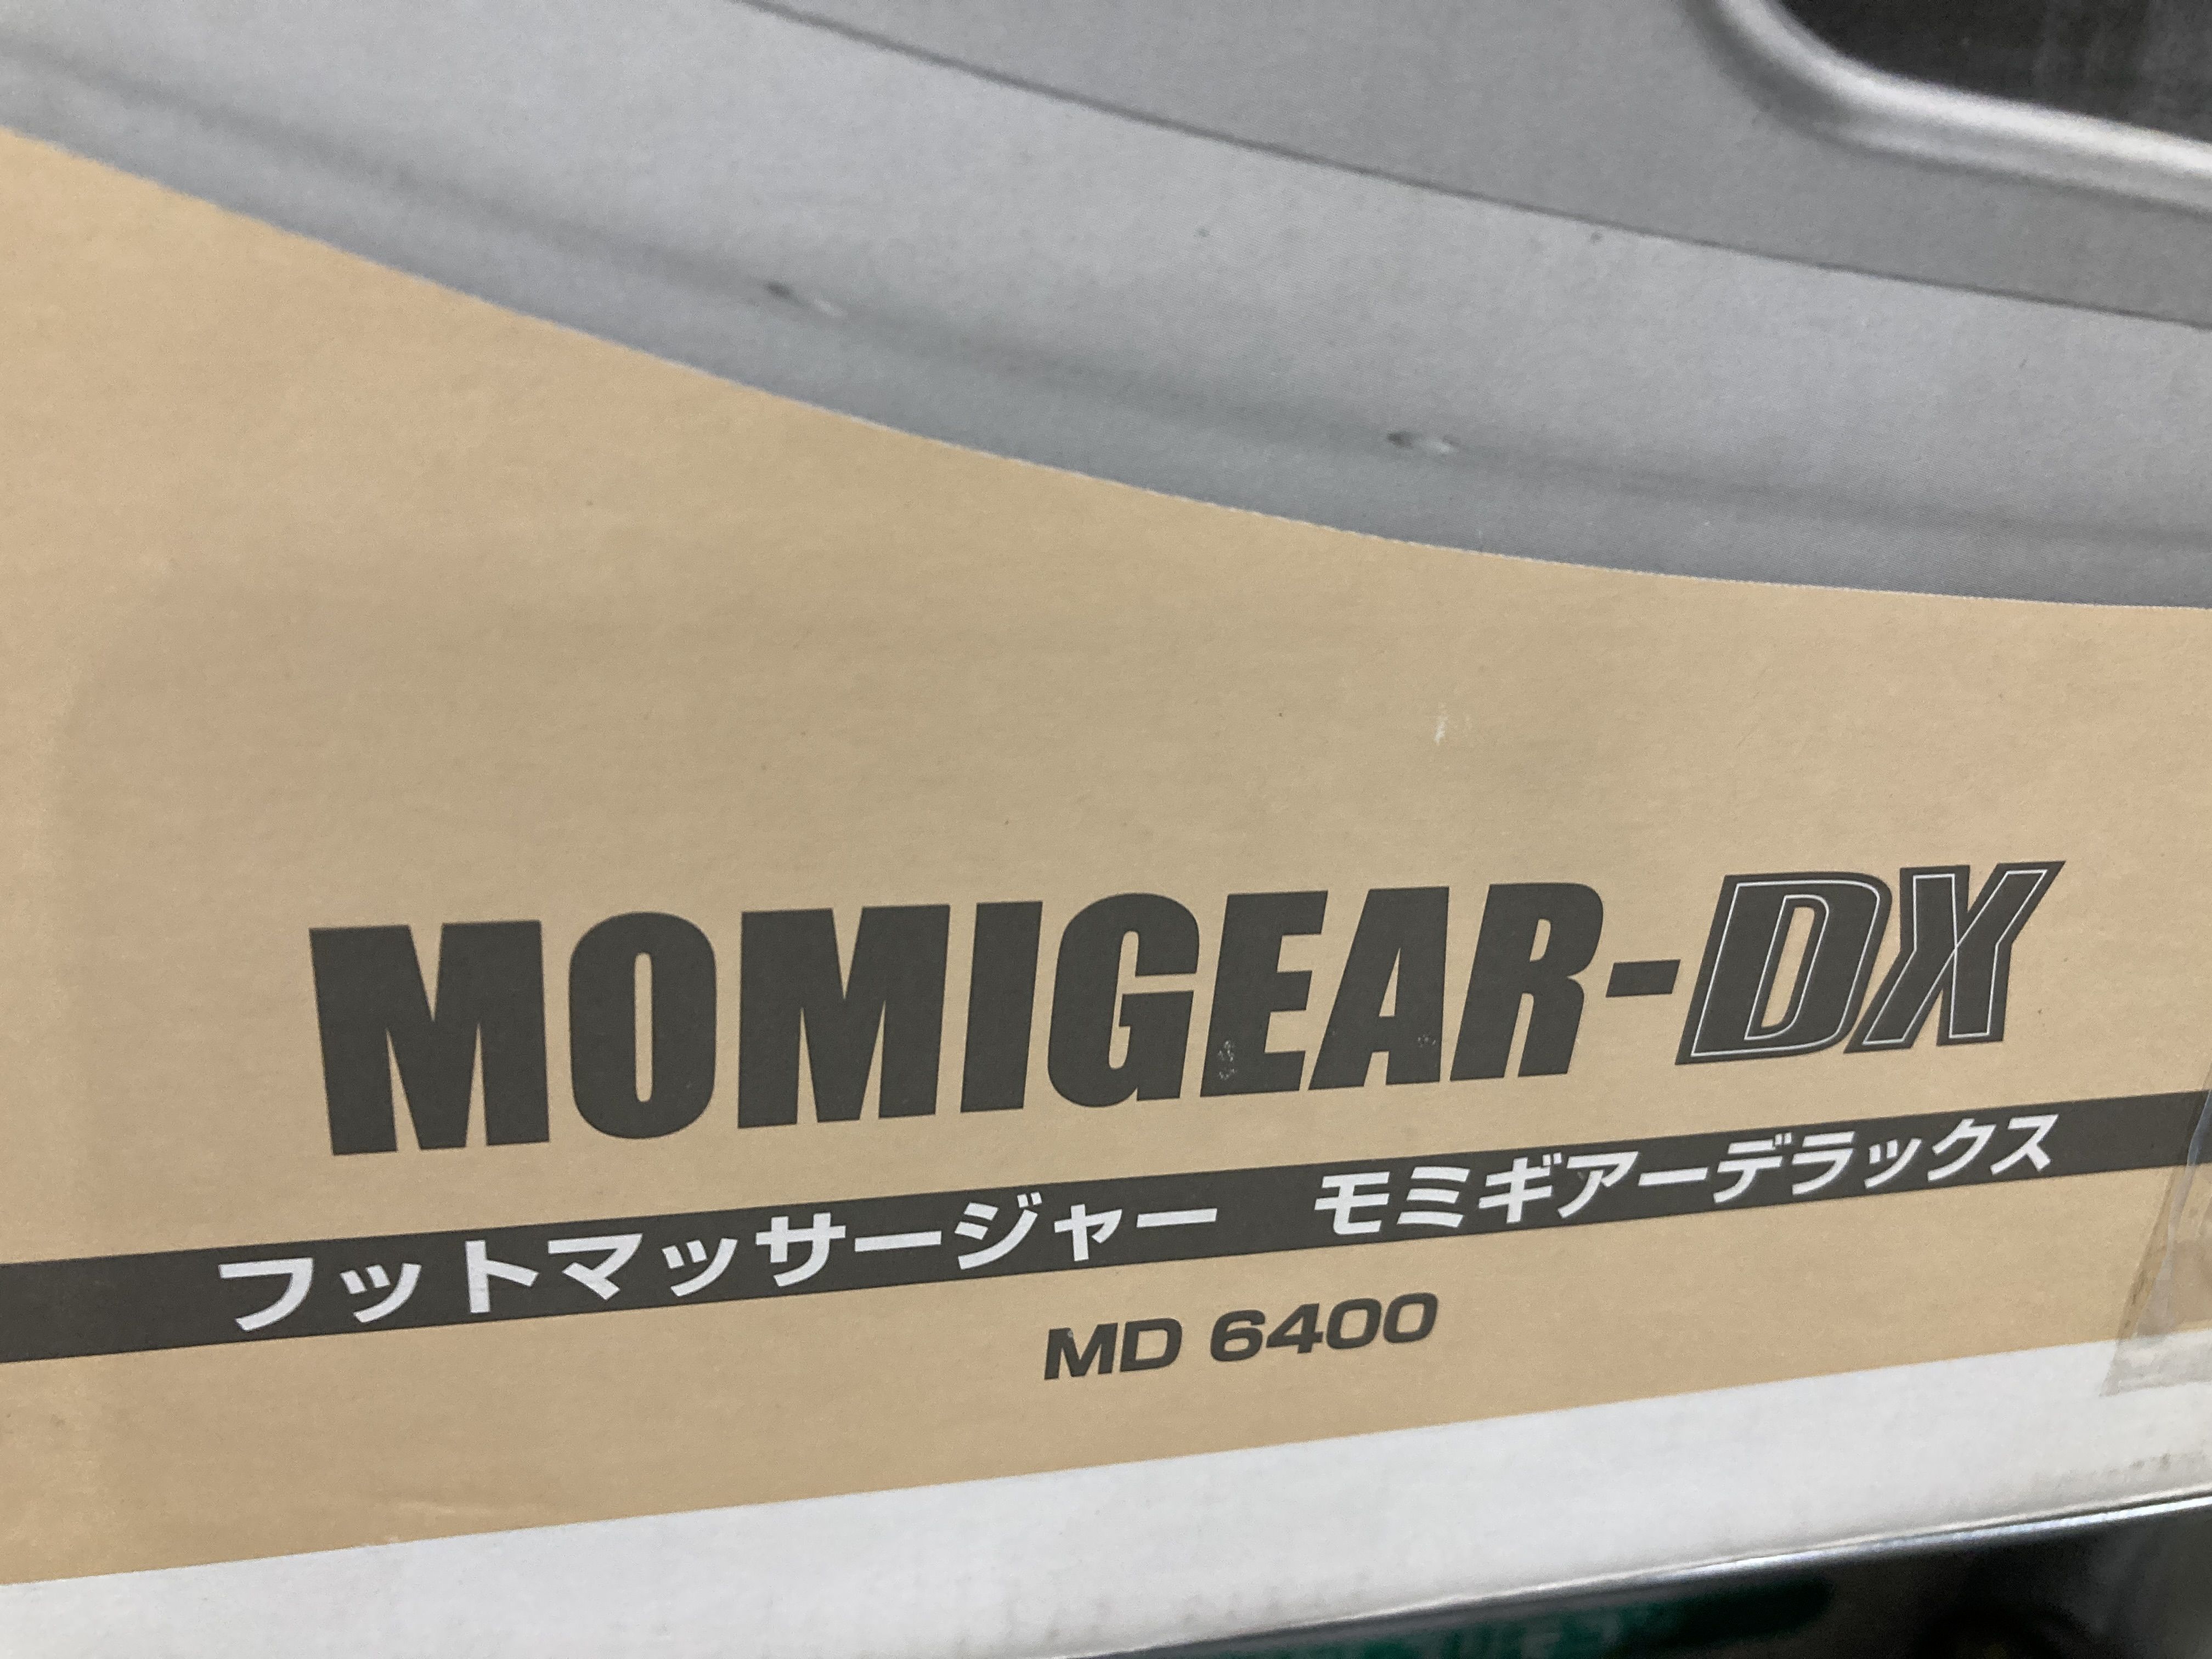 MOMIGEAR-DX
フットマッサージャー　モミギアーデラックス
MD 6400